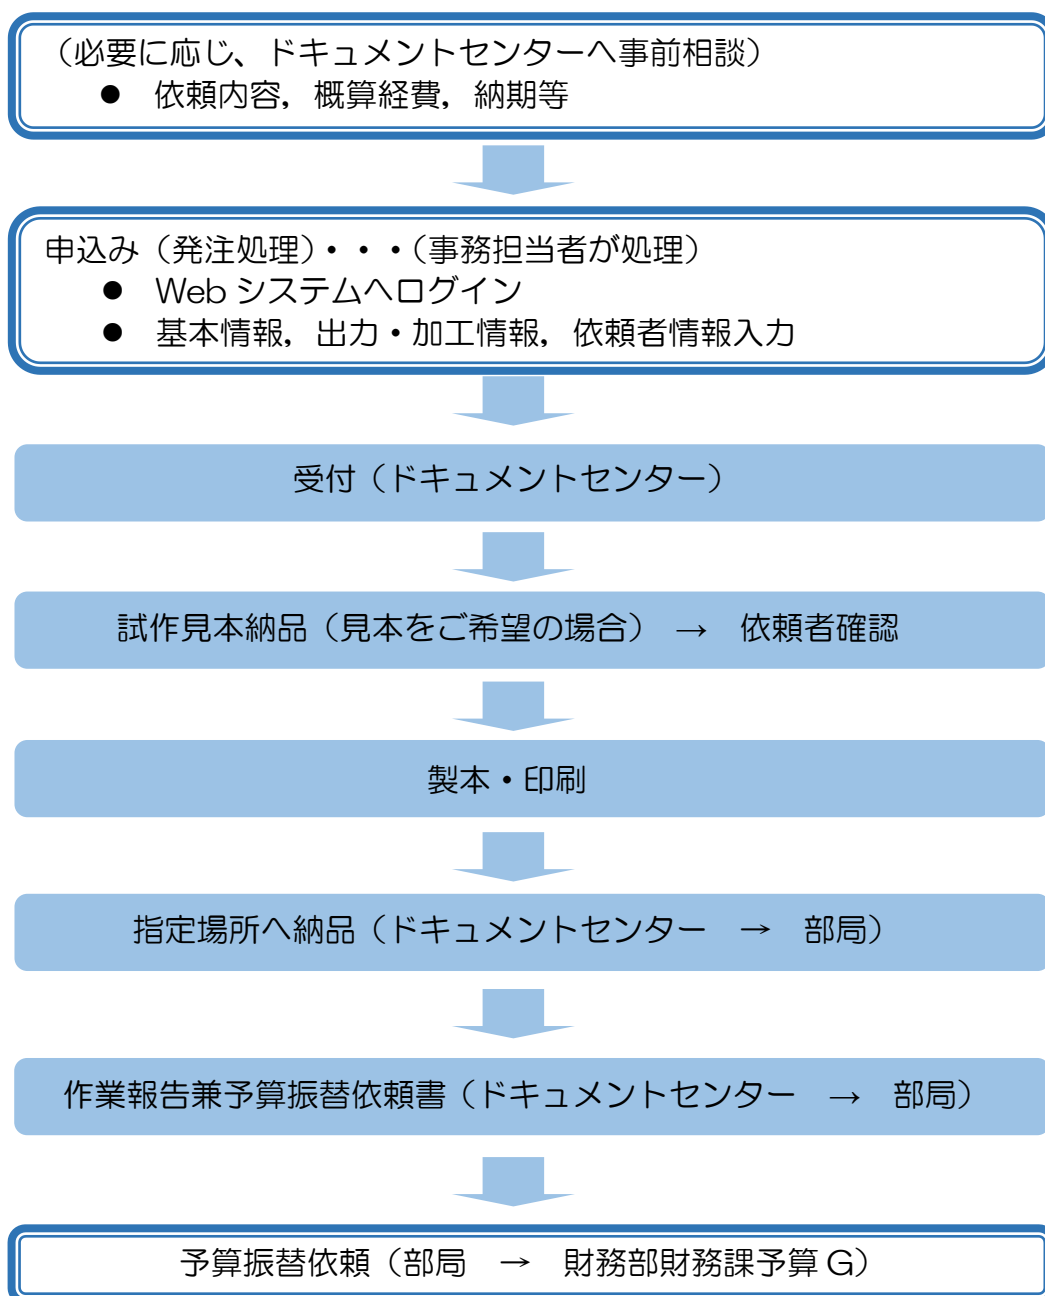 （必要に応じ、ドキュメントセンターへ事前相談）
● 依頼内容，概算経費，納期等
申込み（発注処理）・・・（事務担当者が処理）
● Web システムへログイン
● 基本情報，出力・加工情報，依頼者情報入力
受付（ドキュメントセンター）
試作見本納品（見本をご希望の場合） → 依頼者確認
製本・印刷
指定場所へ納品（ドキュメントセンター → 部局）
作業報告兼予算振替依頼書（ドキュメントセンター → 部局）
予算振替依頼（部局 → 財務部財務課予算 G）